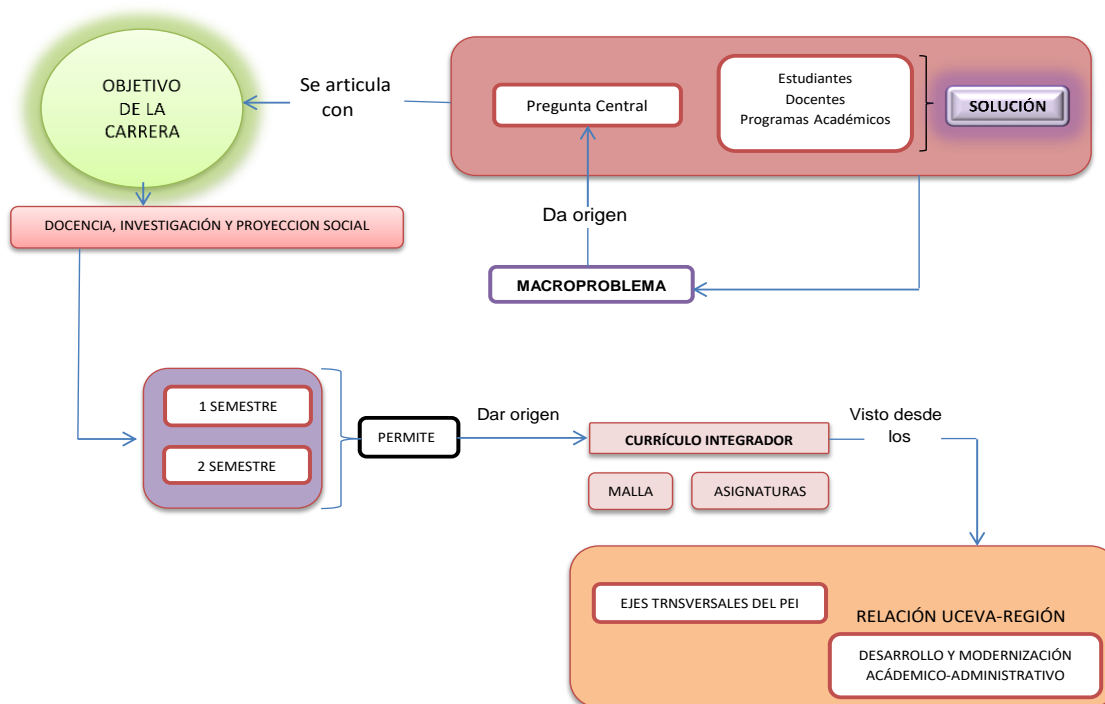 OBJETIVO
DE LA
CARRERA
Se articula
con
Pregunta Central
Estudiantes
Docentes
Programas Académicos
SOLUCIÓN
DOCENCIA, INVESTIGACIÓN Y PROYECCION SOCIAL
Da origen
MACROPROBLEMA
1 SEMESTRE
2 SEMESTRE
PERMITE
Dar origen
CURRÍCULO INTEGRADOR
MALLA
ASIGNATURAS
Visto desde
los
EJES TRNSVERSALES DEL PEI
RELACIÓN UCEVA-REGIÓN
DESARROLLO Y MODERNIZACIÓN
ACÁDEMICO-ADMINISTRATIVO